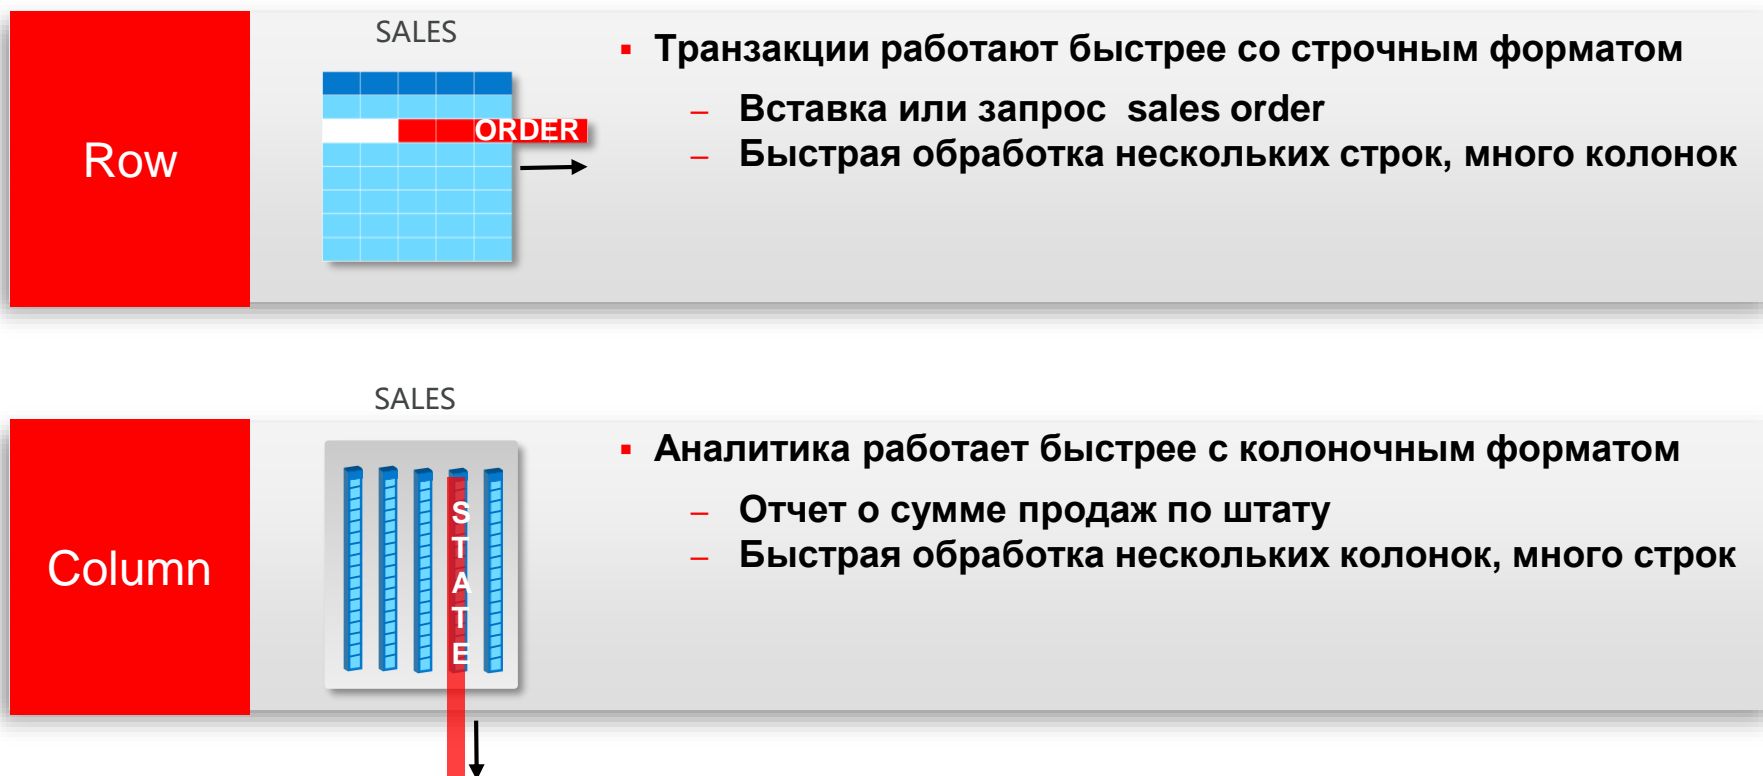 SALES
Row
ORDER
Транзакции работают быстрее со строчным форматом
– Вставка или запрос sales order
– Быстрая обработка нескольких строк, много колонок
SALES
Column
STATE
Аналитика работает быстрее с колоночным форматом
– Отчет о сумме продаж по штату
– Быстрая обработка нескольких колонок, много строк